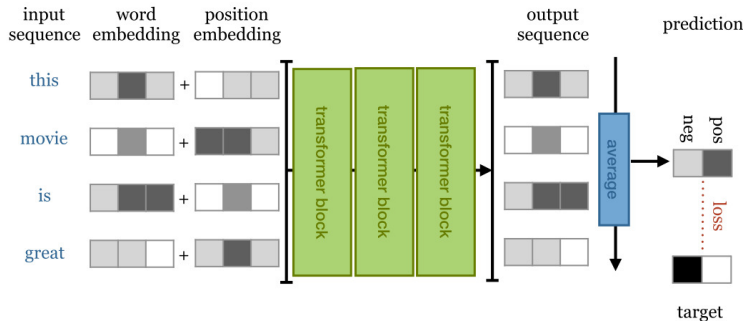 input sequence
word embedding
position embedding
output sequence
prediction
this
+
movie
+
is
+
great
+
transformer block
transformer block
transformer block
average
neg
pos
loss
target